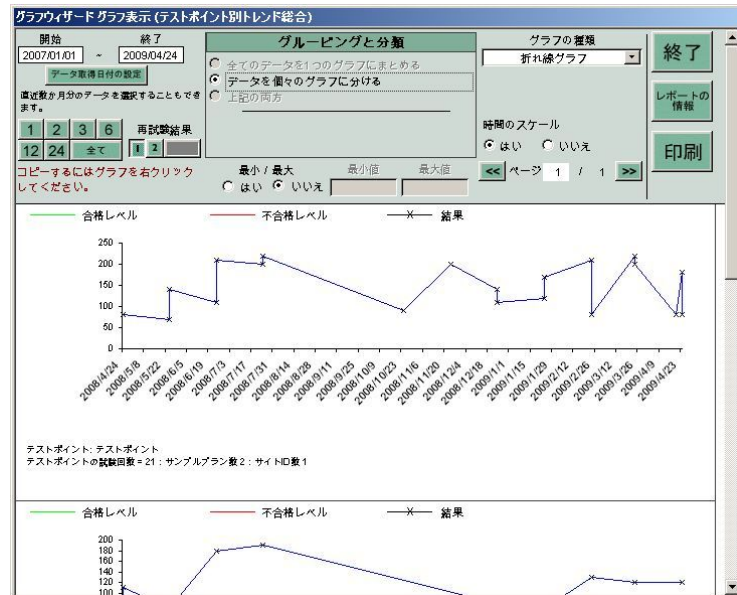 グラフウィザード グラフ表示 (テストポイント別トレンド総合)
開始 終了
2007/01/01 ~ 2009/04/24
データ取得日付の設定
直近数か月分のデータを選択することもできます。
1 2 3 6 再試験結果
12 24 全て 1 2
コピーするにはグラフを右クリックしてください。
グルーピングと分類
全てのデータを1つのグラフにまとめる
データを個々のグラフに分ける
上記の両方
最小 / 最大 最小値 最大値
はい いいえ
グラフの種類
折れ線グラフ
時間のスケール
はい いいえ
<< ページ 1 / 1 >>
終了
レポートの情報
印刷
合格レベル 不合格レベル 結果
250
200
150
100
50
0
2008/4/24 2008/5/8 2008/5/22 2008/6/5 2008/6/19 2008/7/3 2008/7/17 2008/7/31 2008/8/14 2008/8/28 2008/9/11 2008/9/25 2008/10/9 2008/10/23 2008/11/6 2008/11/20 2008/12/4 2008/12/18 2009/1/1 2009/1/15 2009/1/29 2009/2/12 2009/2/26 2009/3/12 2009/3/26 2009/4/9 2009/4/23
テストポイント: テストポイント
テストポイントの試験回数 = 21 : サンプルプラン数 2 : サイトID数 1
合格レベル 不合格レベル 結果
200
180
160
140
120
100